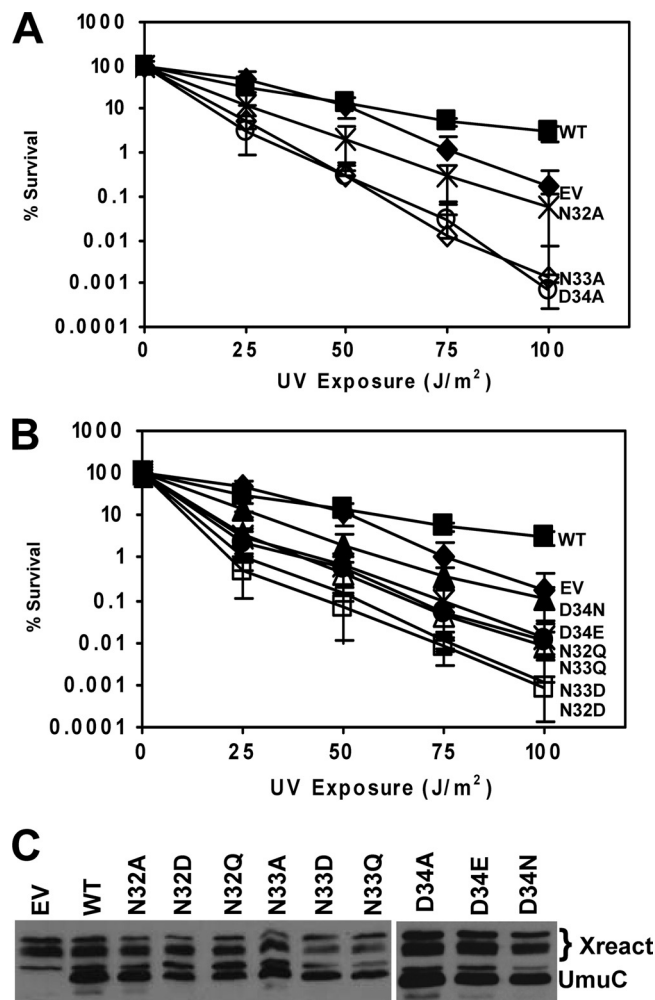 A
1000
100
10
1
0.1
0.01
0.001
0.0001
% Survival
WT
EV
N32A
N33A
D34A
0 25 50 75 100
UV Exposure (J/m²)
B
1000
100
10
1
0.1
0.01
0.001
0.0001
% Survival
WT
EV
D34N
D34E
N32Q
N33Q
N33D
N32D
0 25 50 75 100
UV Exposure (J/m²)
C
EV WT N32A N32D N32Q N33A N33D N33Q D34A D34E D34N
} Xreact
UmuC